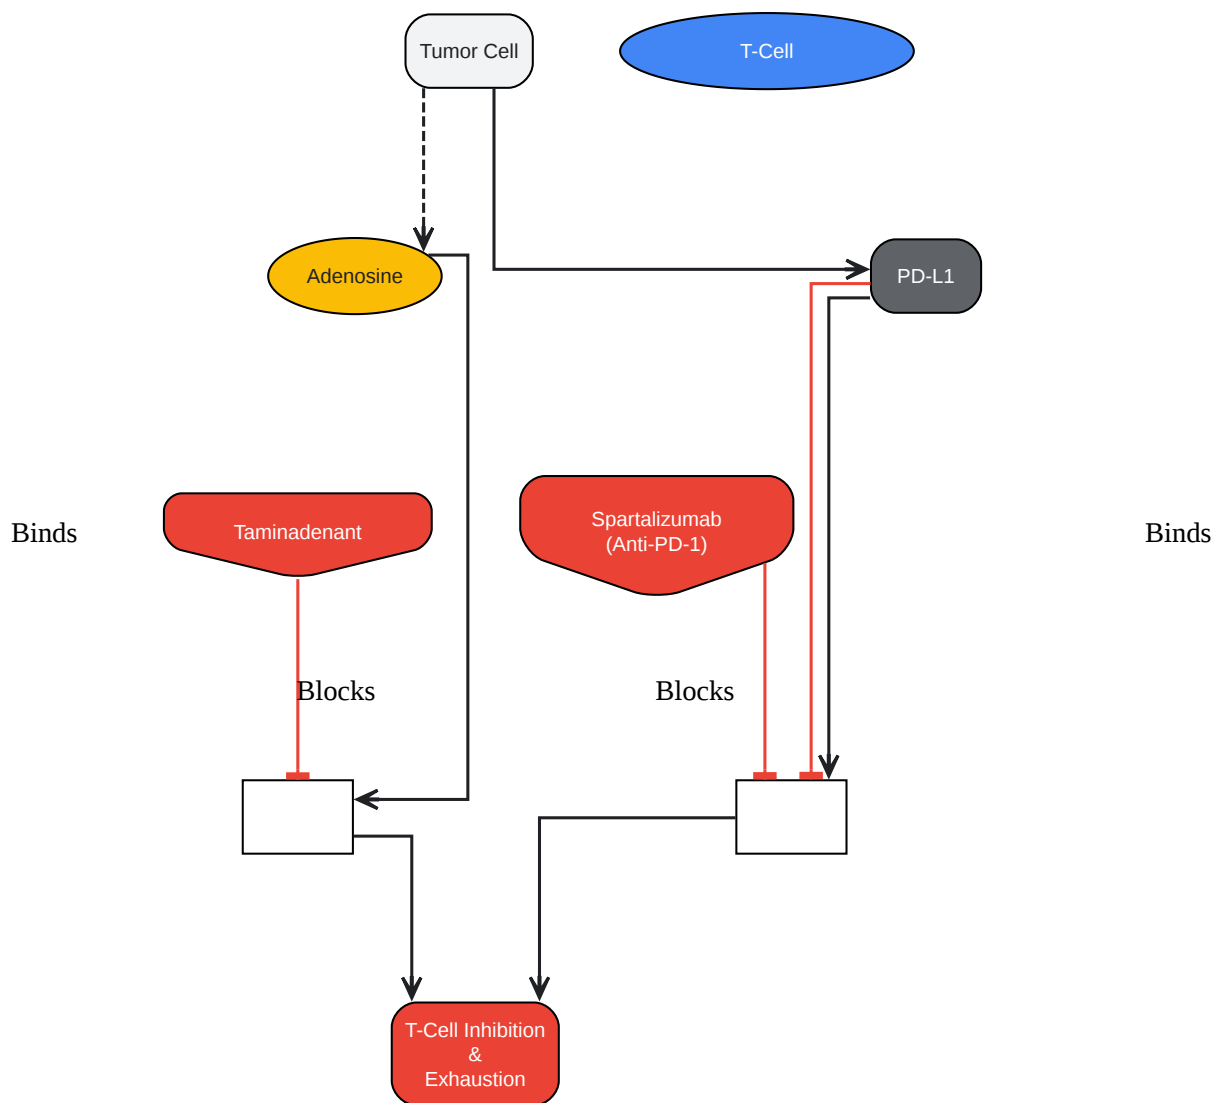 Tumor Cell
T-Cell
Adenosine
PD-L1
Binds
Taminadenant
Spartalizumab
(Anti-PD-1)
Binds
Blocks
Blocks
T-Cell Inhibition
&
Exhaustion